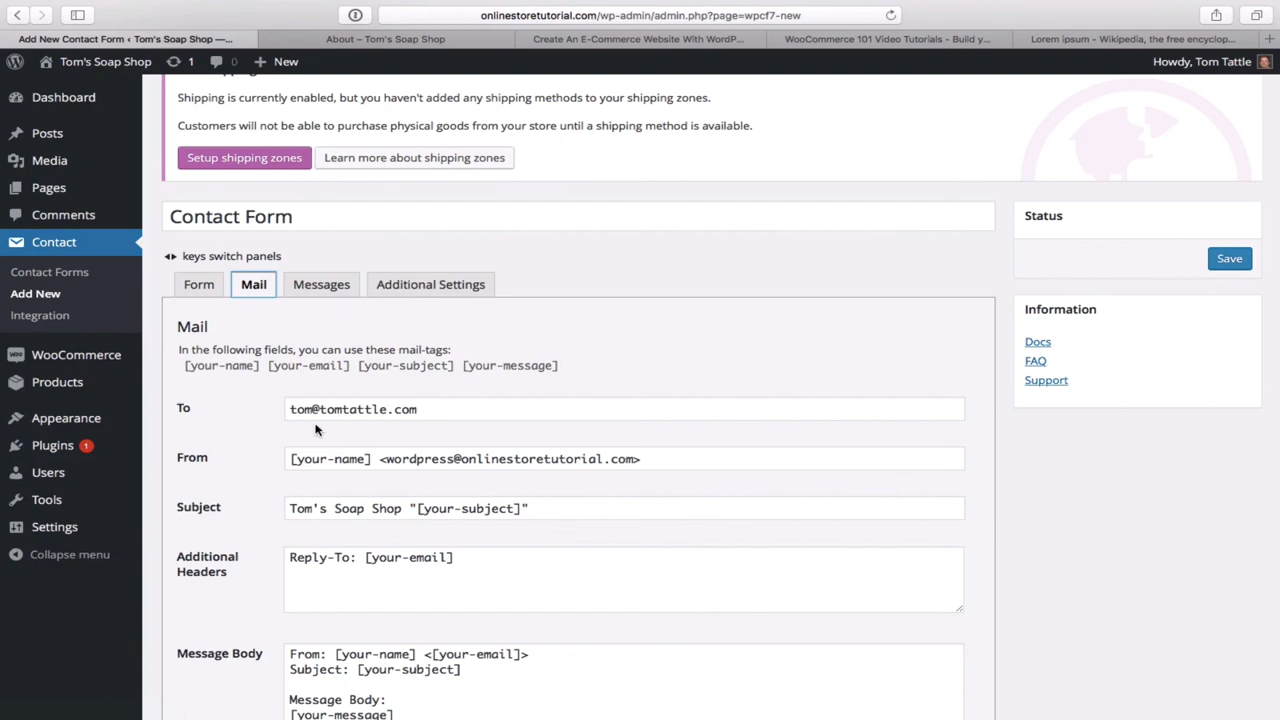 onlinestoretutorial.com/wp-admin/admin.php?page=wpcf7-new
Add New Contact Form ‹ Tom's Soap Shop —...
About – Tom's Soap Shop
Create An E-Commerce Website With WordP...
WooCommerce 101 Video Tutorials - Build y...
Lorem ipsum - Wikipedia, the free encyclop...
Tom's Soap Shop
1
0
New
Howdy, Tom Tattle
Dashboard
Posts
Media
Pages
Comments
Contact
Contact Forms
Add New
Integration
WooCommerce
Products
Appearance
Plugins 1
Users
Tools
Settings
Collapse menu
Shipping is currently enabled, but you haven't added any shipping methods to your shipping zones.
Customers will not be able to purchase physical goods from your store until a shipping method is available.
Setup shipping zones
Learn more about shipping zones
Contact Form
keys switch panels
Form
Mail
Messages
Additional Settings
Mail
In the following fields, you can use these mail-tags:
[your-name] [your-email] [your-subject] [your-message]
To
tom@tomtattle.com
From
[your-name] <wordpress@onlinestoretutorial.com>
Subject
Tom's Soap Shop "[your-subject]"
Additional
Headers
Reply-To: [your-email]
Message Body
From: [your-name] <[your-email]>
Subject: [your-subject]
Message Body:
[your-message]
Status
Save
Information
Docs
FAQ
Support